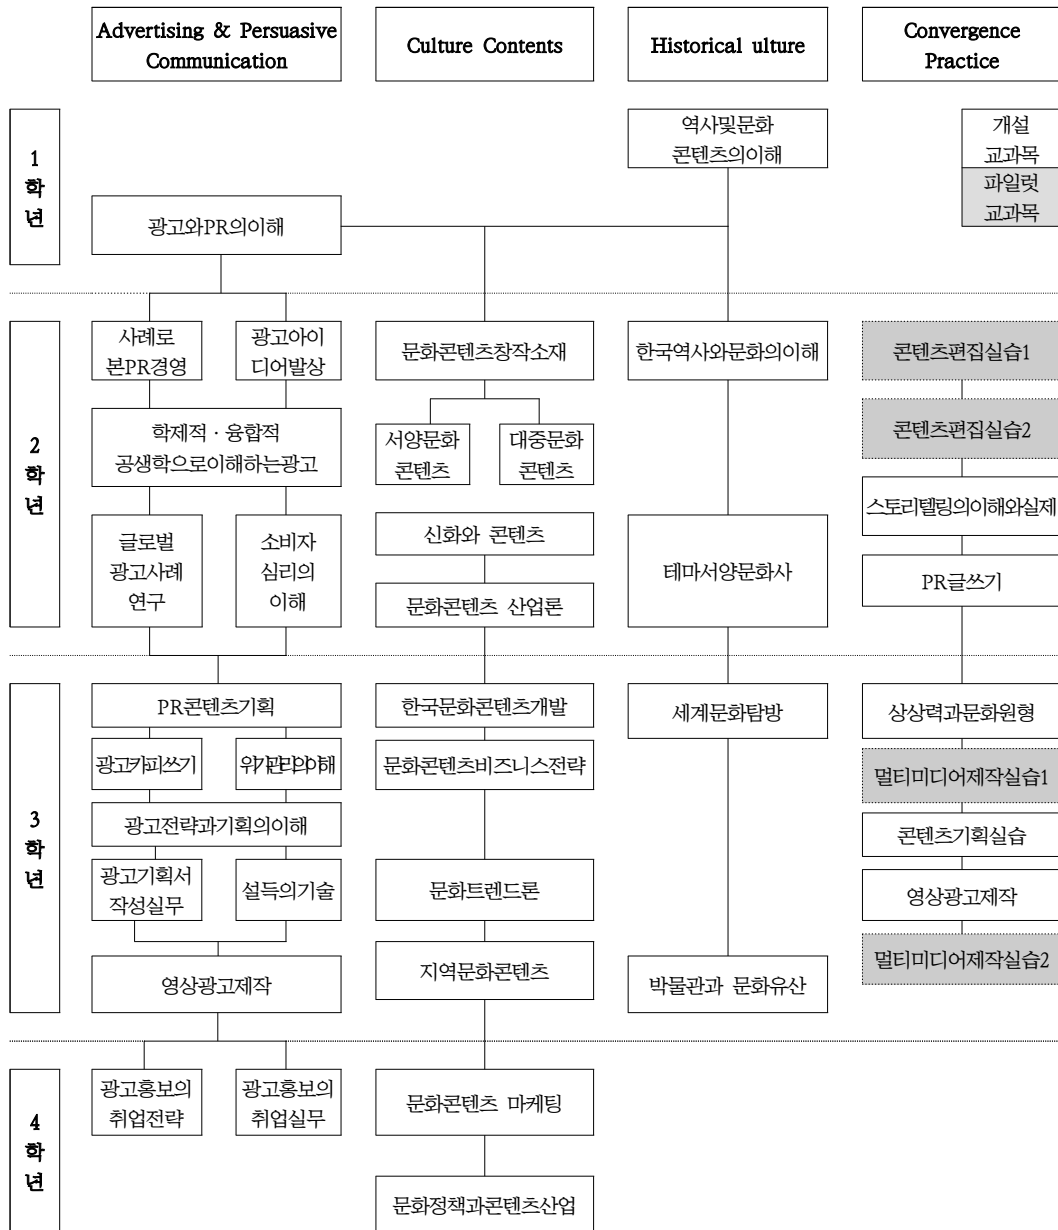 Advertising & Persuasive
Communication
Culture Contents
Historical ulture
Convergence
Practice
1
학
년
역사및문화
콘텐츠의이해
개설
교과목
파일럿
교과목
광고와PR의이해
2
학
년
사례로
본PR경영
광고아이
디어발상
문화콘텐츠창작소재
한국역사와문화의이해
콘텐츠편집실습1
학제적 · 융합적
공생학으로이해하는광고
서양문화
콘텐츠
대중문화
콘텐츠
콘텐츠편집실습2
스토리텔링의이해와실제
글로벌
광고사례
연구
소비자
심리의
이해
신화와 콘텐츠
문화콘텐츠 산업론
테마서양문화사
PR글쓰기
3
학
년
PR콘텐츠기획
한국문화콘텐츠개발
세계문화탐방
상상력과문화원형
광고카피쓰기
위기관리의이해
문화콘텐츠비즈니스전략
멀티미디어제작실습1
광고전략과기획의이해
콘텐츠기획실습
광고기획서
작성실무
설득의기술
문화트렌드론
영상광고제작
영상광고제작
지역문화콘텐츠
박물관과 문화유산
멀티미디어제작실습2
4
학
년
광고홍보의
취업전략
광고홍보의
취업실무
문화콘텐츠 마케팅
문화정책과콘텐츠산업